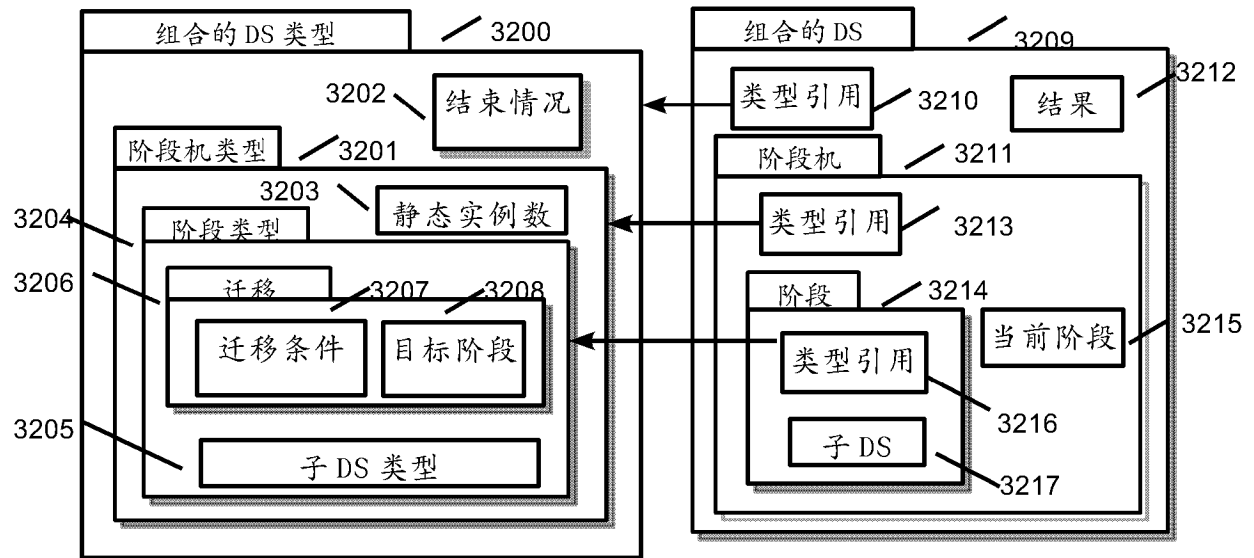 组合的DS 类型
3200
组合的DS
3209
3202
结束情况
类型引用
3210
结果
3212
阶段机类型
3201
阶段机
3211
3203
静态实例数
类型引用
3213
3204
阶段类型
3206
迁移
3207
3208
阶段
3214
迁移条件
目标阶段
类型引用
当前阶段
3215
3216
3205
子DS 类型
子DS
3217